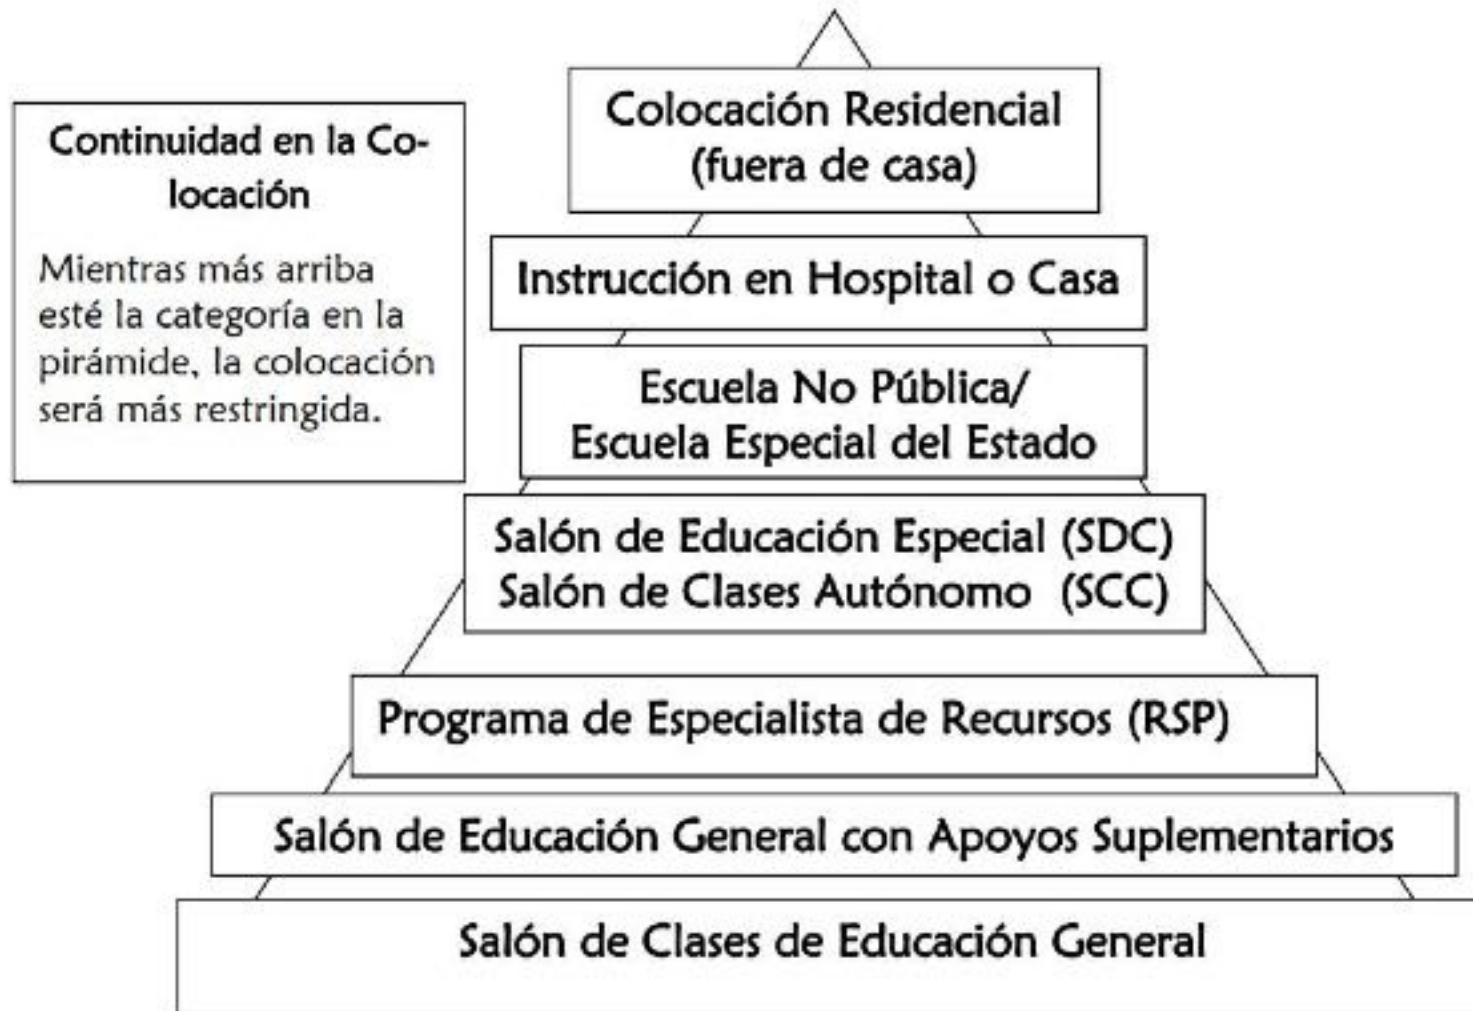 Continuidad en la Co-
locación
Mientras más arriba
esté la categoría en la
pirámide, la colocación
será más restringida.
Colocación Residencial
(fuera de casa)
Instrucción en Hospital o Casa
Escuela No Pública/
Escuela Especial del Estado
Salón de Educación Especial (SDC)
Salón de Clases Autónomo (SCC)
Programa de Especialista de Recursos (RSP)
Salón de Educación General con Apoyos Suplementarios
Salón de Clases de Educación General